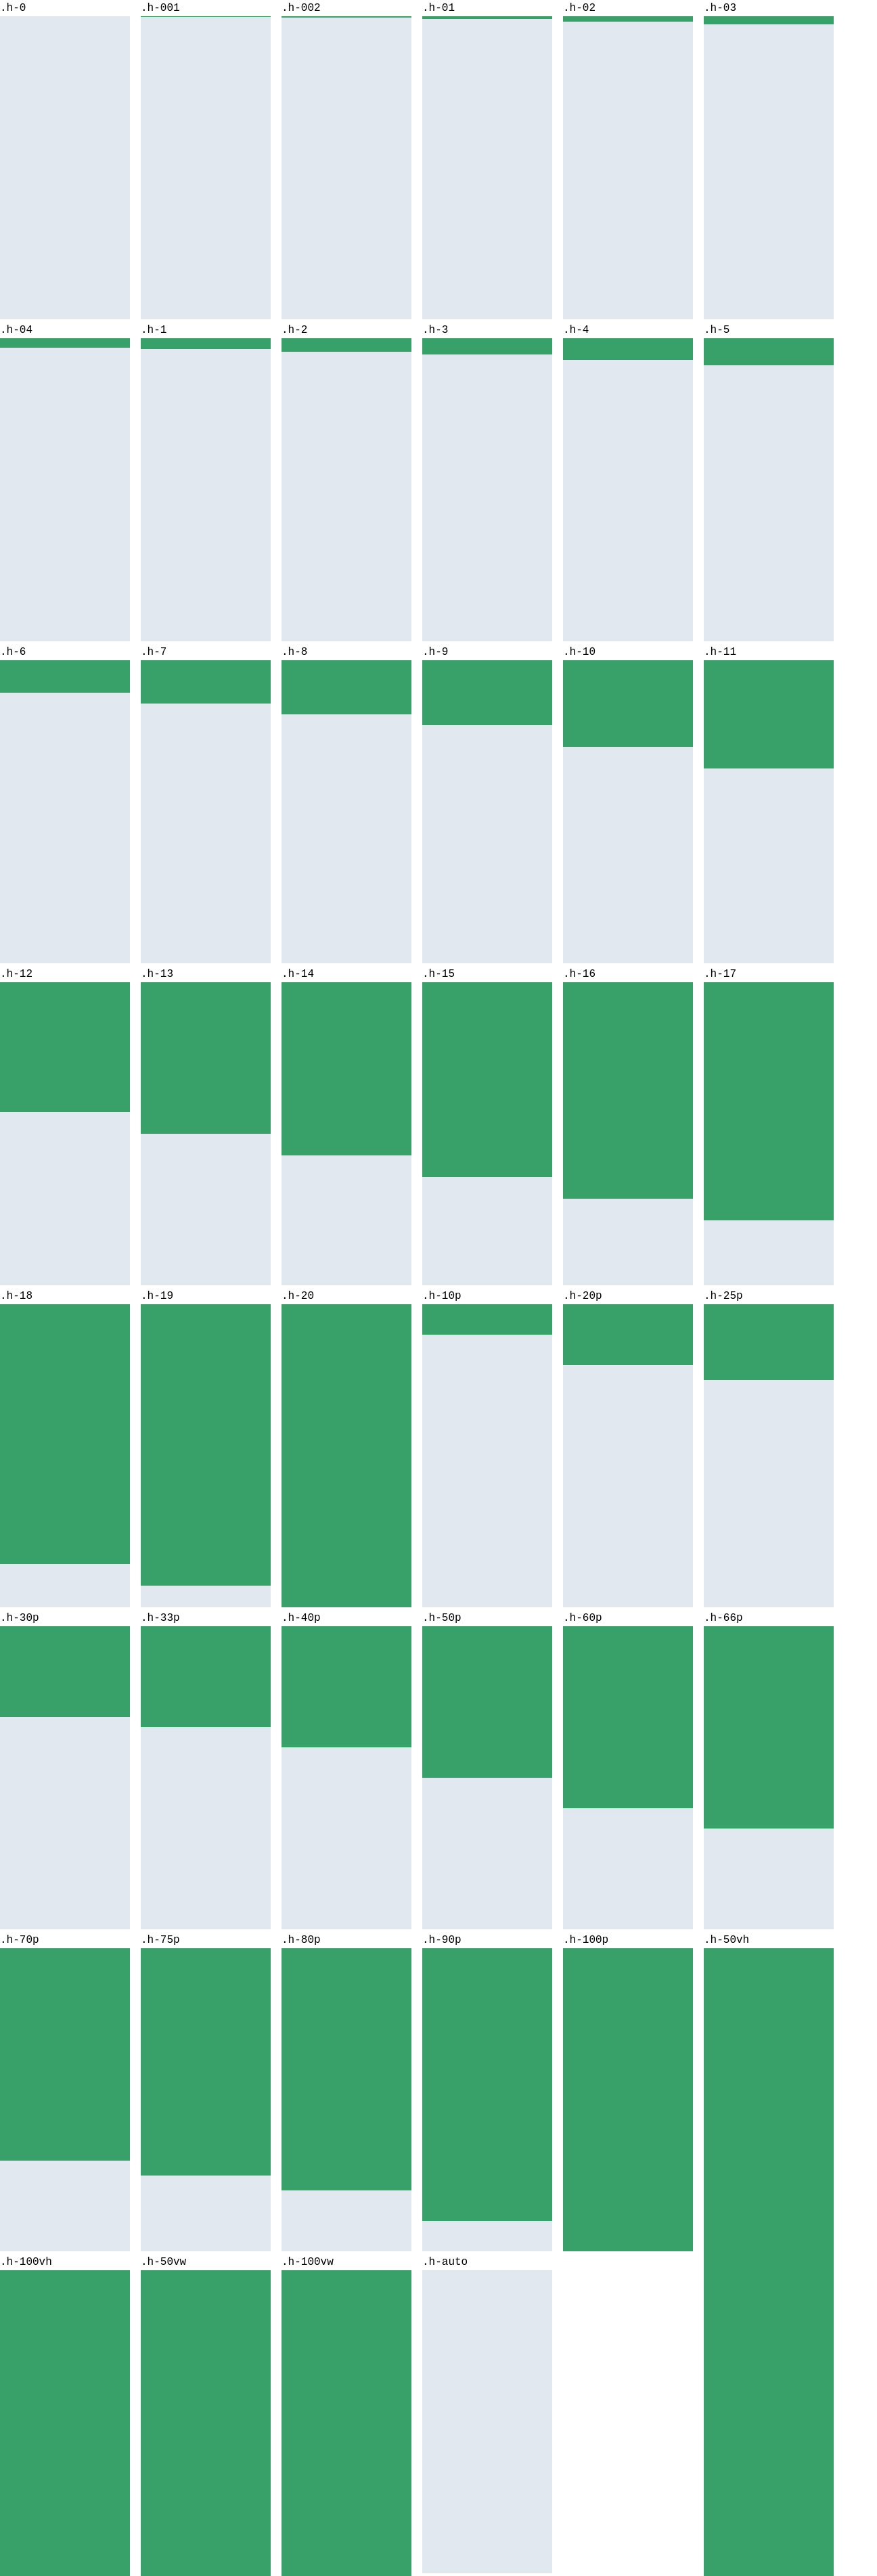 .h-0 .h-001 .h-002 .h-01 .h-02 .h-03
.h-04 .h-1 .h-2 .h-3 .h-4 .h-5
.h-6 .h-7 .h-8 .h-9 .h-10 .h-11
.h-12 .h-13 .h-14 .h-15 .h-16 .h-17
.h-18 .h-19 .h-20 .h-10p .h-20p .h-25p
.h-30p .h-33p .h-40p .h-50p .h-60p .h-66p
.h-70p .h-75p .h-80p .h-90p .h-100p .h-50vh
.h-100vh .h-50vw .h-100vw .h-auto